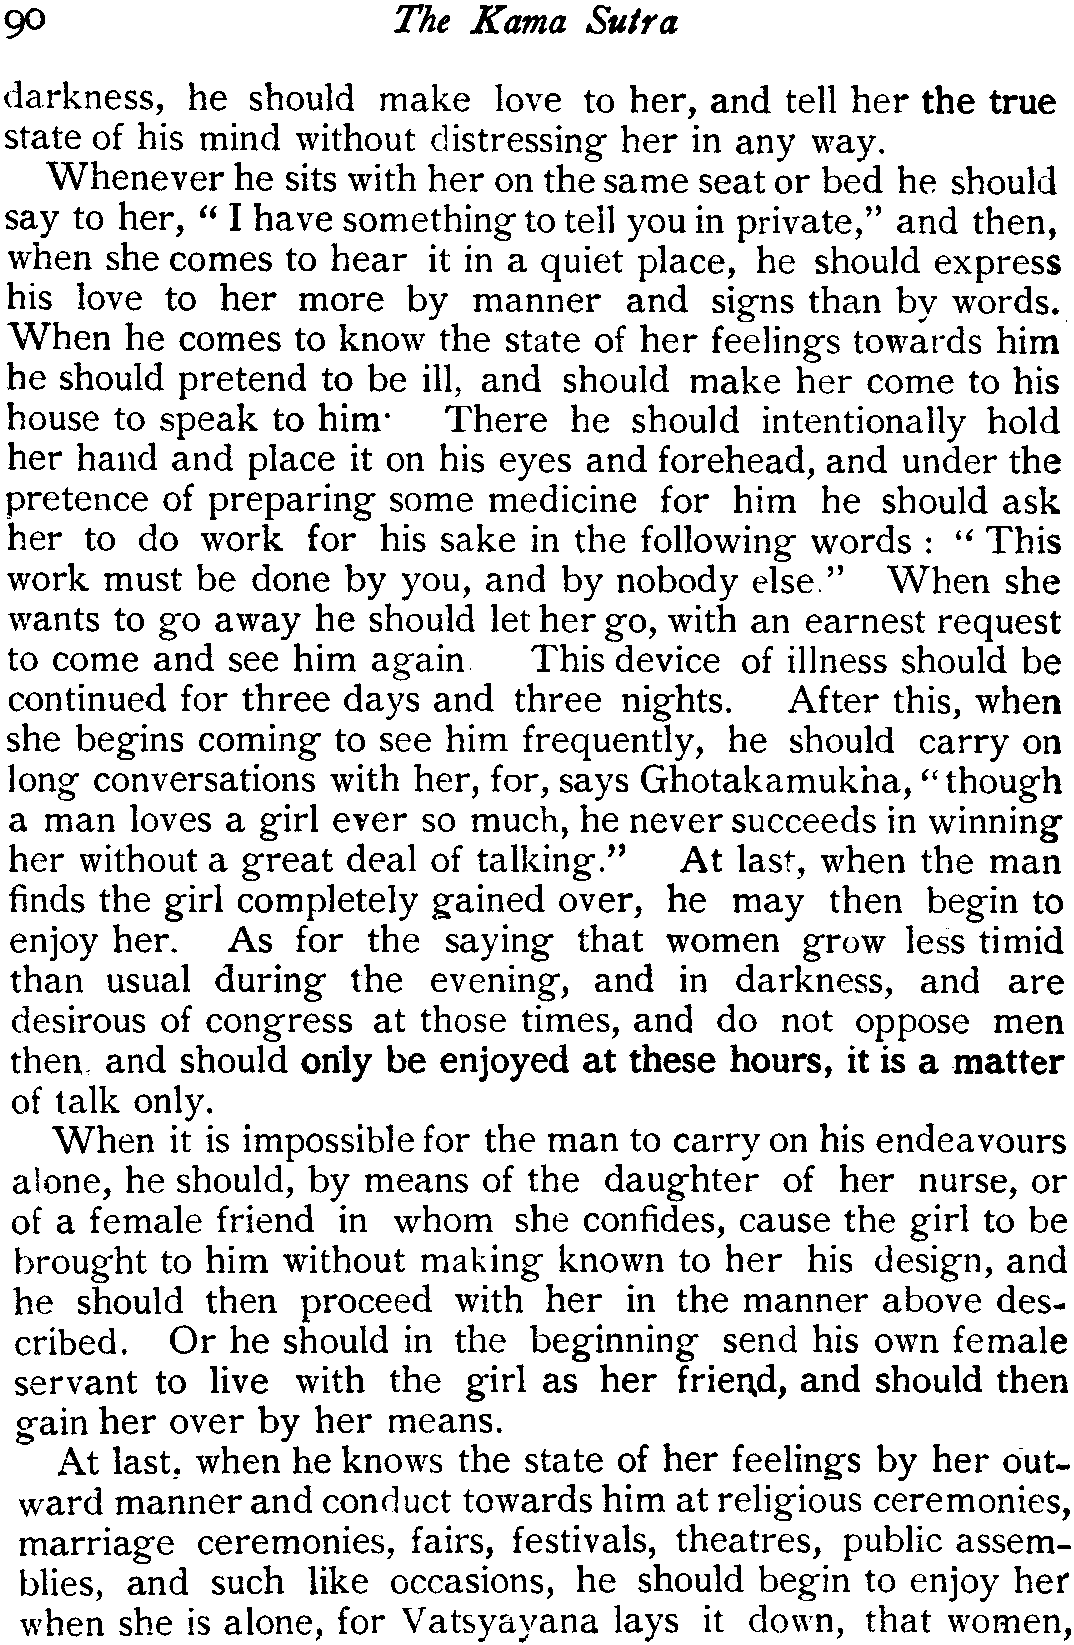 90 The Kama Sutra
darkness, he should make love to her, and tell her the true
state of his mind without distressing her in any way.
Whenever he sits with her on the same seat or bed he should
say to her, “ I have something to tell you in private,” and then,
when she comes to hear it in a quiet place, he should express
his love to her more by manner and signs than by words.
When he comes to know the state of her feelings towards him
he should pretend to be ill, and should make her come to his
house to speak to him· There he should intentionally hold
her hand and place it on his eyes and forehead, and under the
pretence of preparing some medicine for him he should ask
her to do work for his sake in the following words : “ This
work must be done by you, and by nobody else.” When she
wants to go away he should let her go, with an earnest request
to come and see him again This device of illness should be
continued for three days and three nights. After this, when
she begins coming to see him frequently, he should carry on
long conversations with her, for, says Ghotakamukha, “though
a man loves a girl ever so much, he never succeeds in winning
her without a great deal of talking.” At last, when the man
finds the girl completely gained over, he may then begin to
enjoy her. As for the saying that women grow less timid
than usual during the evening, and in darkness, and are
desirous of congress at those times, and do not oppose men
then, and should only be enjoyed at these hours, it is a matter
of talk only.
When it is impossible for the man to carry on his endeavours
alone, he should, by means of the daughter of her nurse, or
of a female friend in whom she confides, cause the girl to be
brought to him without making known to her his design, and
he should then proceed with her in the manner above des-
cribed. Or he should in the beginning send his own female
servant to live with the girl as her friend, and should then
gain her over by her means.
At last, when he knows the state of her feelings by her out-
ward manner and conduct towards him at religious ceremonies,
marriage ceremonies, fairs, festivals, theatres, public assem-
blies, and such like occasions, he should begin to enjoy her
when she is alone, for Vatsyayana lays it down, that women,